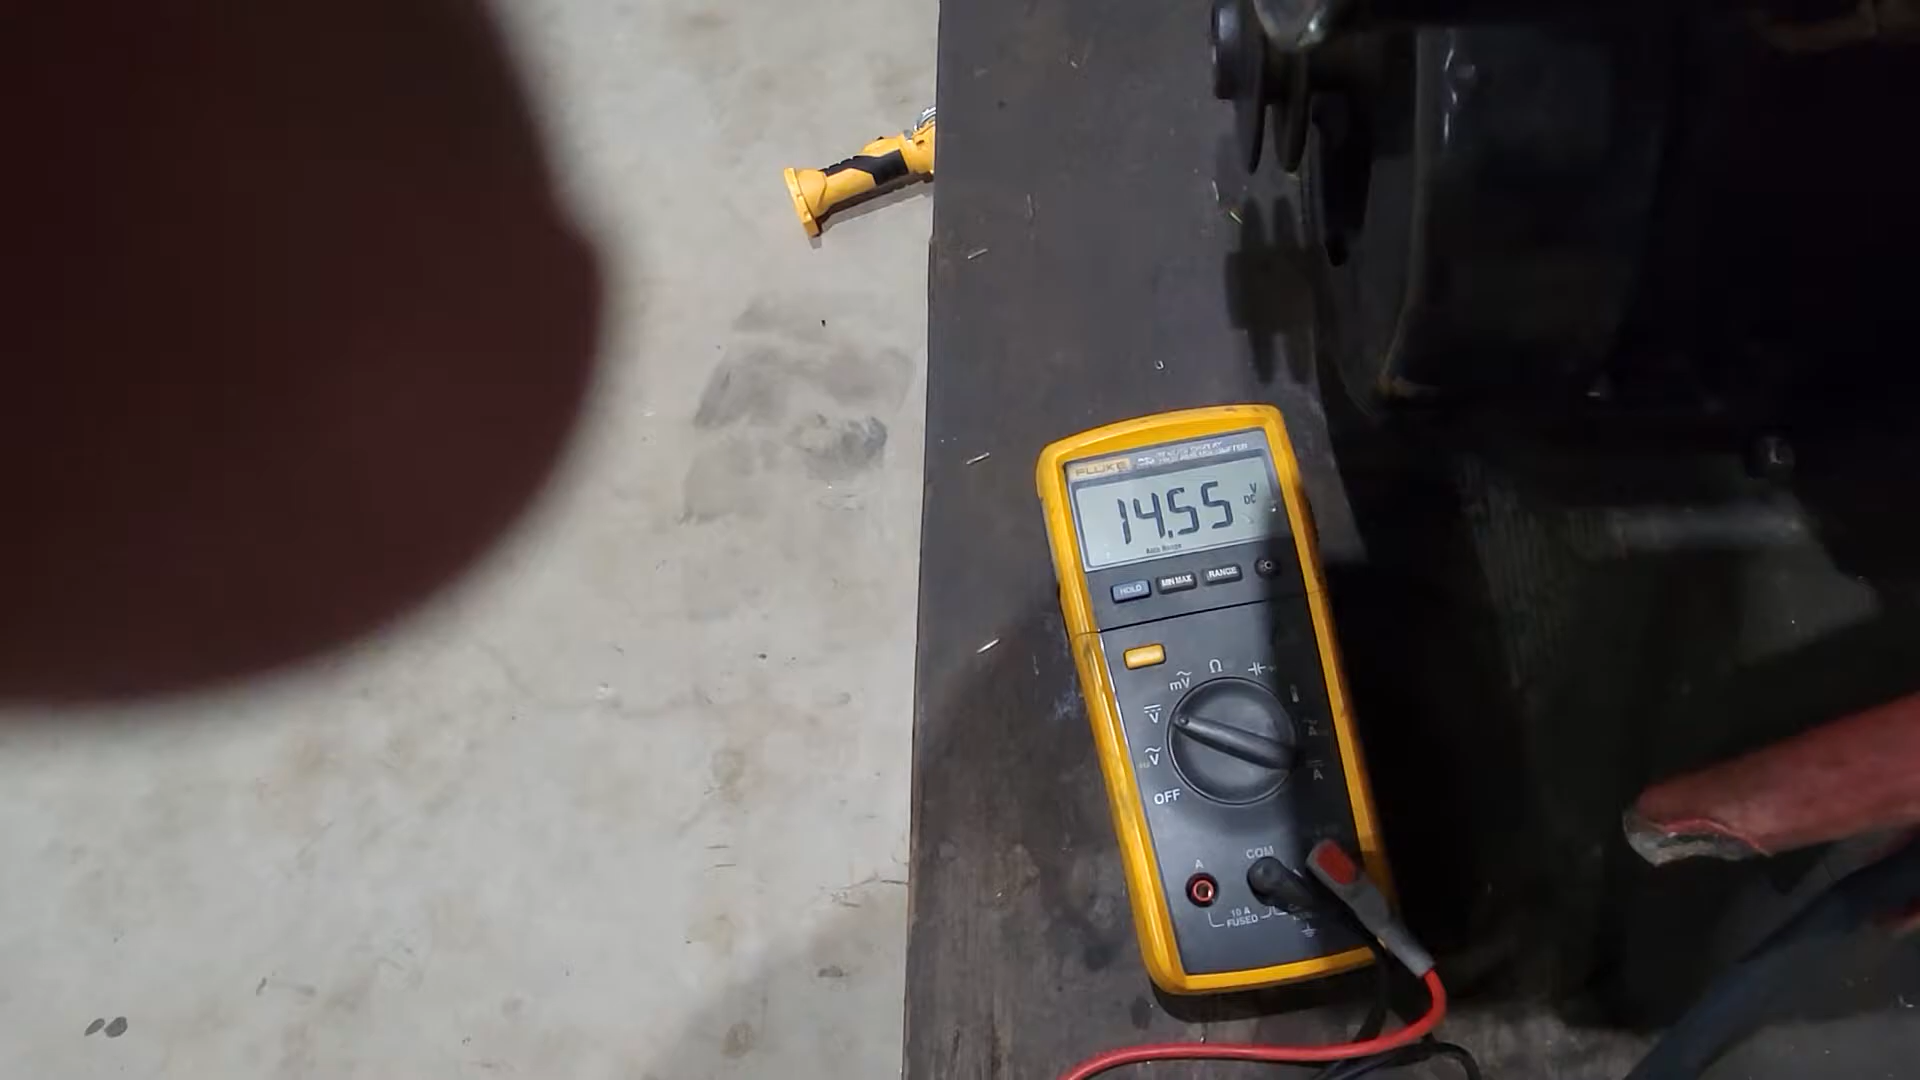 FLUKE
14.55 V DC
Auto Range
HOLD MIN MAX RANGE
mV Ω
V
V
A
A
OFF
A COM
10 A
FUSED